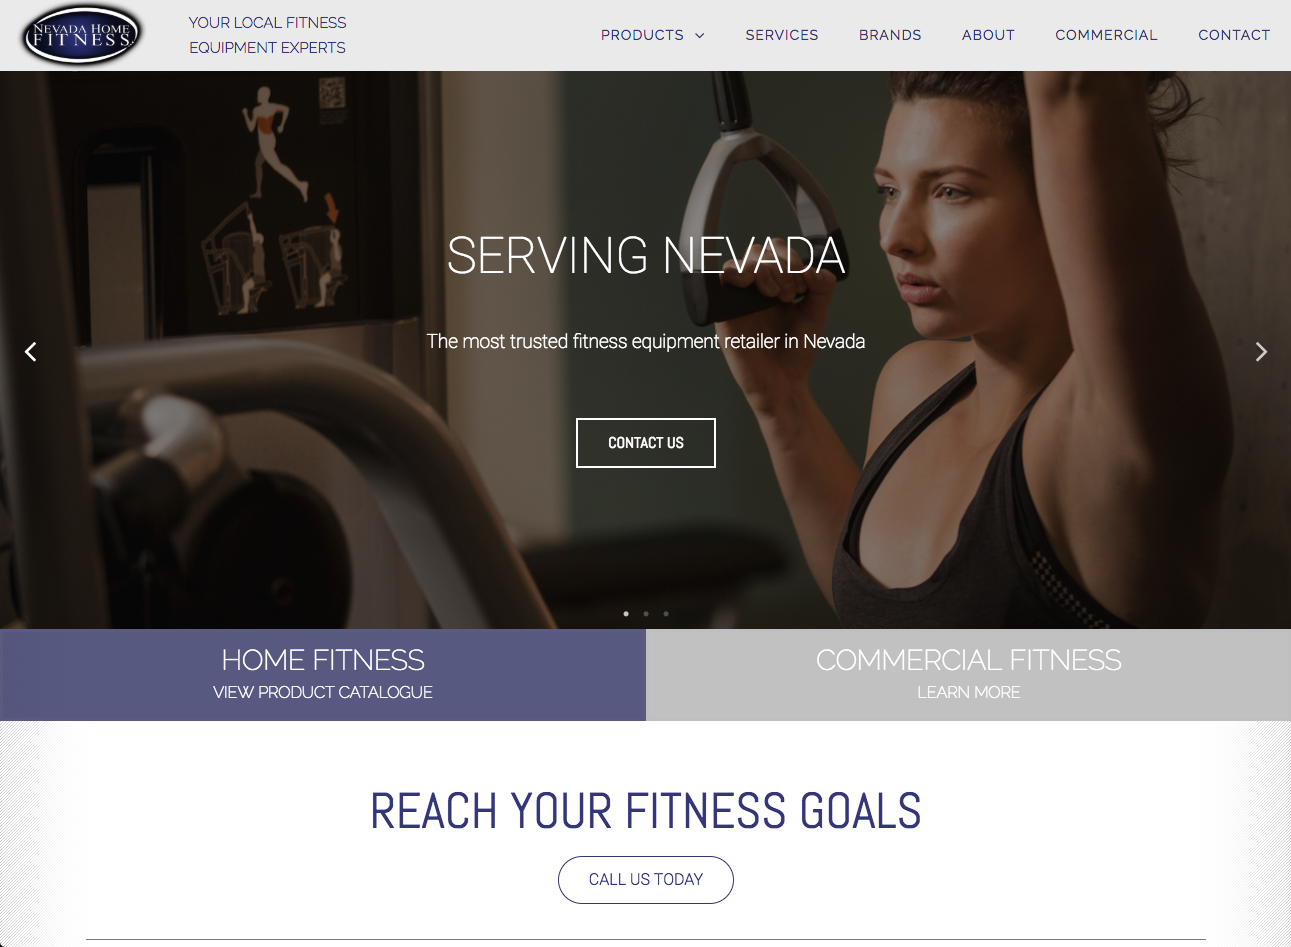 NEVADA HOME
FITNESS
YOUR LOCAL FITNESS
EQUIPMENT EXPERTS
PRODUCTS
SERVICES
BRANDS
ABOUT
COMMERCIAL
CONTACT
SERVING NEVADA
The most trusted fitness equipment retailer in Nevada
CONTACT US
HOME FITNESS
VIEW PRODUCT CATALOGUE
COMMERCIAL FITNESS
LEARN MORE
REACH YOUR FITNESS GOALS
CALL US TODAY